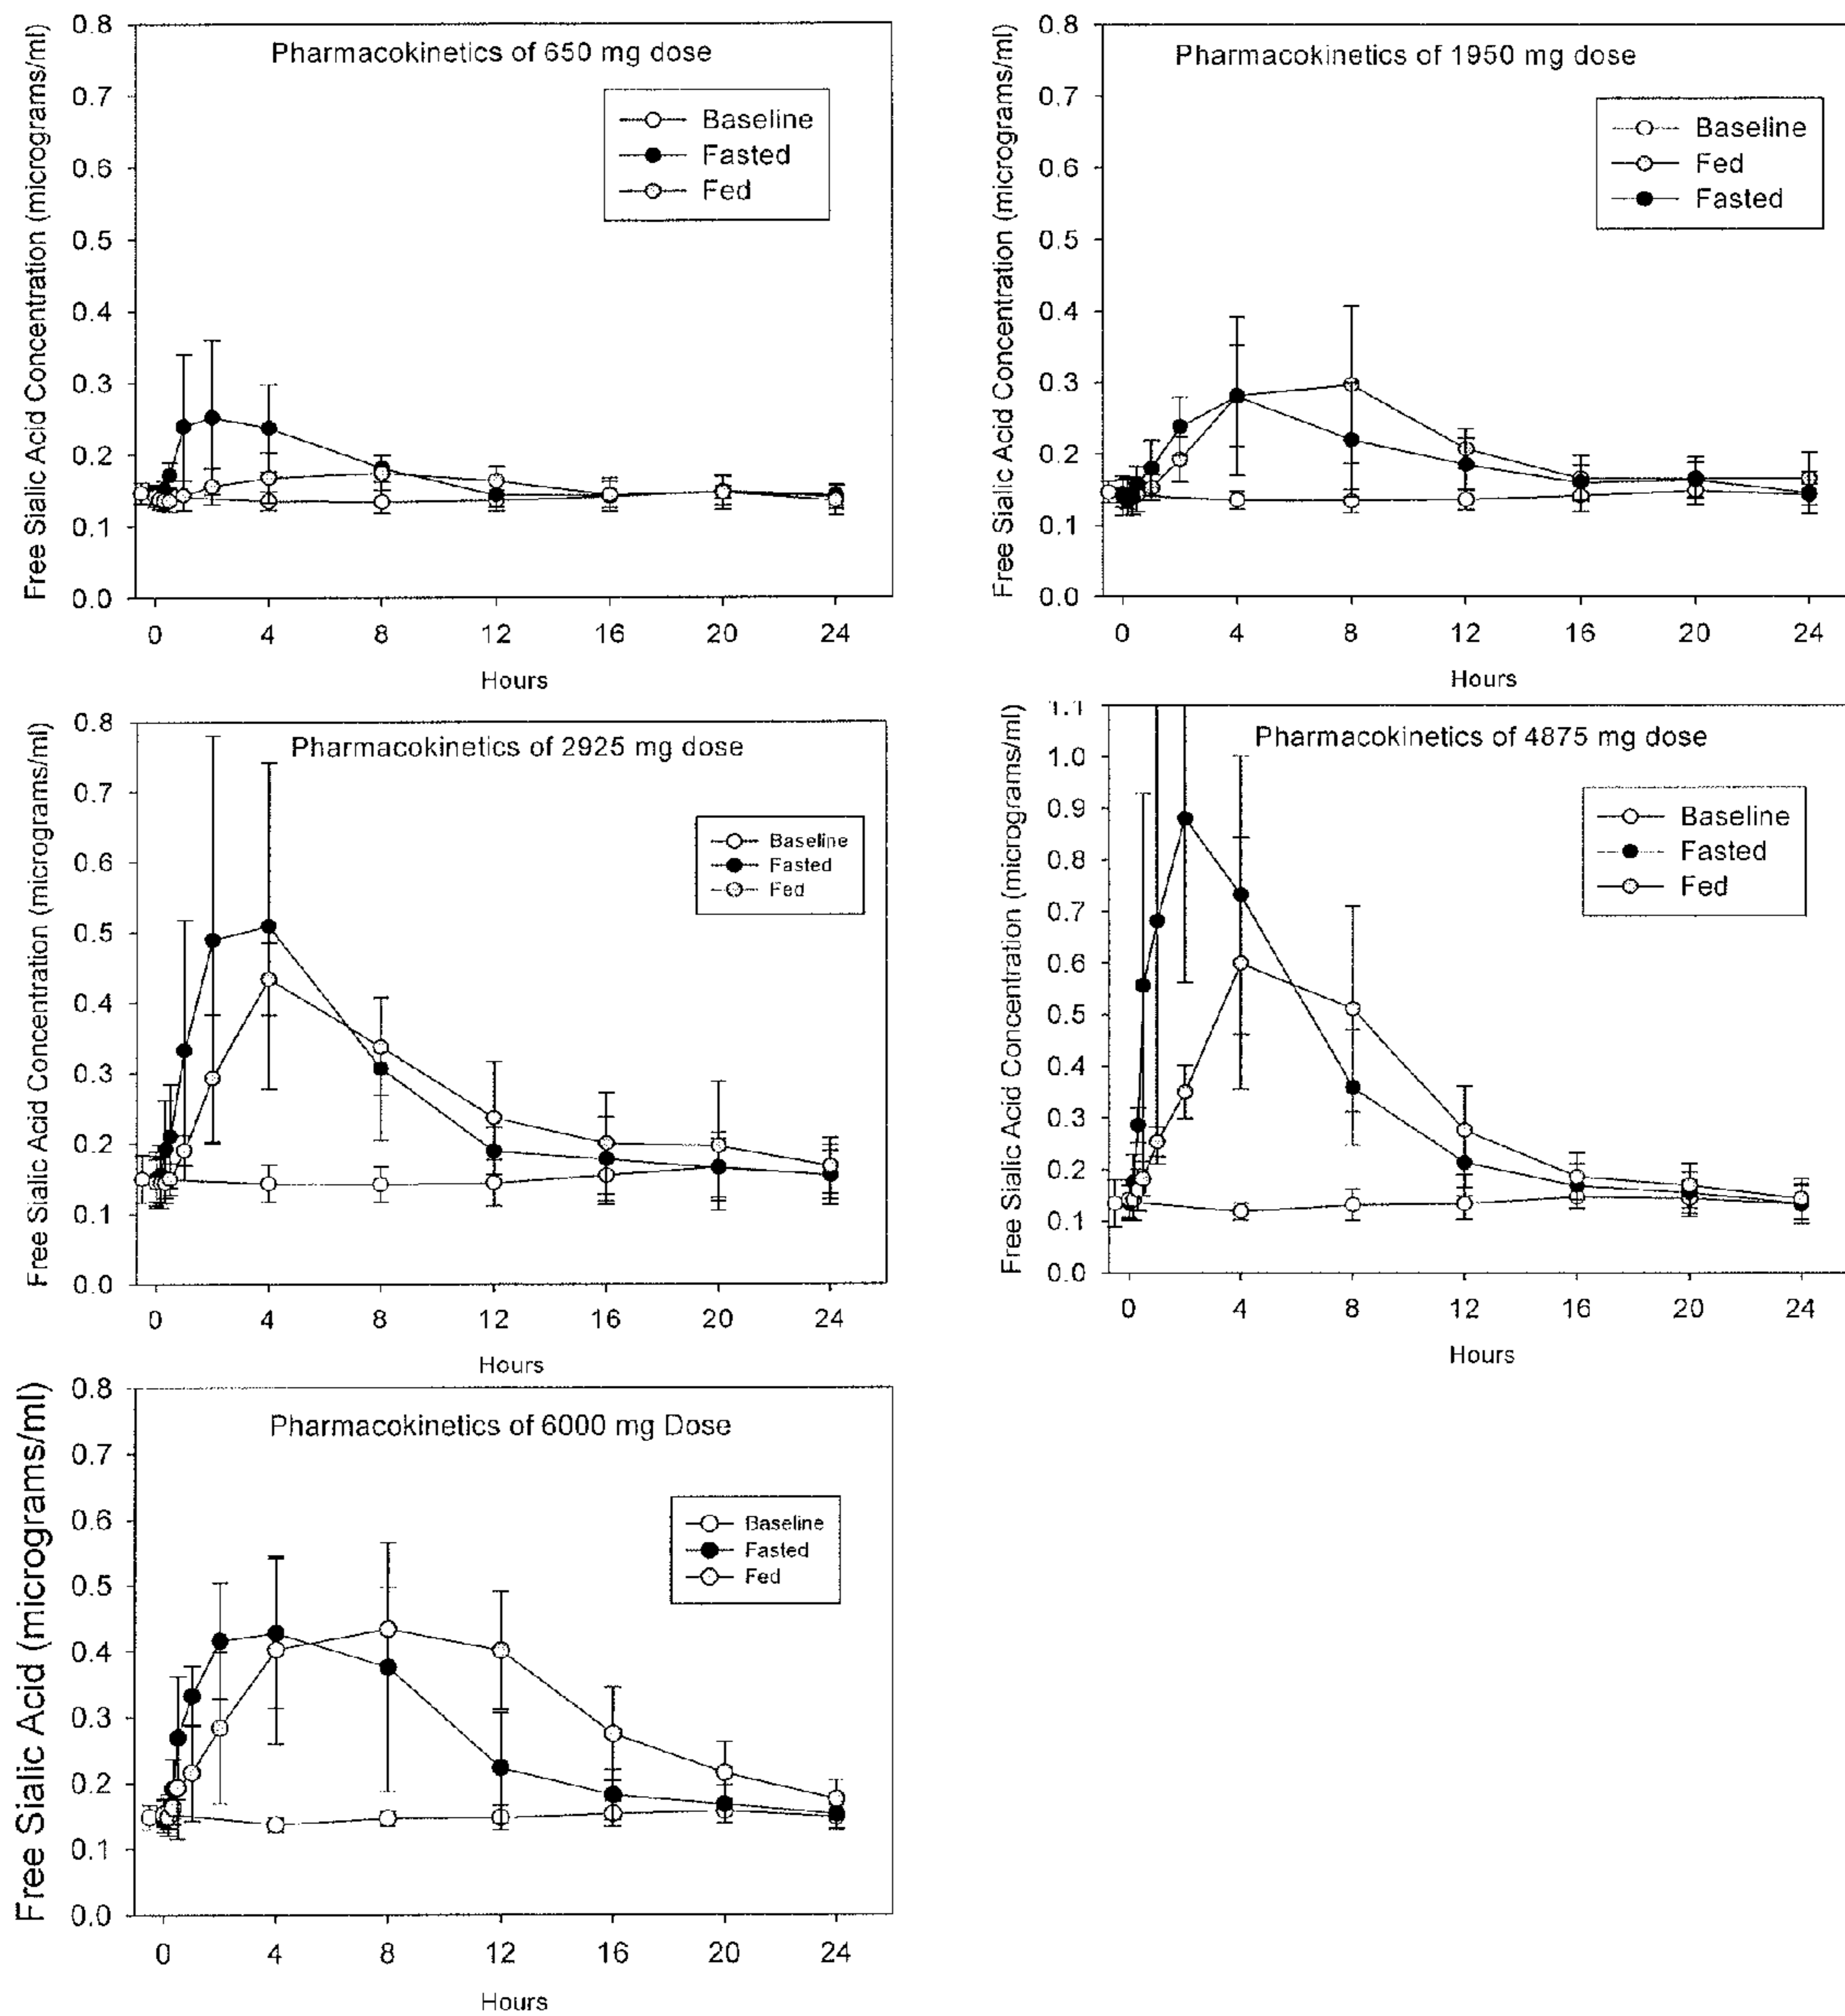 Pharmacokinetics of 650 mg dose
Free Sialic Acid Concentration (micrograms/ml)
0.8
0.7
0.6
0.5
0.4
0.3
0.2
0.1
0.0
Baseline
Fasted
Fed
0 4 8 12 16 20 24
Hours
Pharmacokinetics of 1950 mg dose
Free Sialic Acid Concentration (micrograms/ml)
0.8
0.7
0.6
0.5
0.4
0.3
0.2
0.1
0.0
Baseline
Fed
Fasted
0 4 8 12 16 20 24
Hours
Pharmacokinetics of 2925 mg dose
Free Sialic Acid Concentration (micrograms/ml)
0.8
0.7
0.6
0.5
0.4
0.3
0.2
0.1
0.0
Baseline
Fasted
Fed
0 4 8 12 16 20 24
Hours
Pharmacokinetics of 4875 mg dose
Free Sialic Acid Concentration (micrograms/ml)
1.1
1.0
0.9
0.8
0.7
0.6
0.5
0.4
0.3
0.2
0.1
0.0
Baseline
Fasted
Fed
0 4 8 12 16 20 24
Hours
Pharmacokinetics of 6000 mg Dose
Free Sialic Acid (micrograms/ml)
0.8
0.7
0.6
0.5
0.4
0.3
0.2
0.1
0.0
Baseline
Fasted
Fed
0 4 8 12 16 20 24
Hours